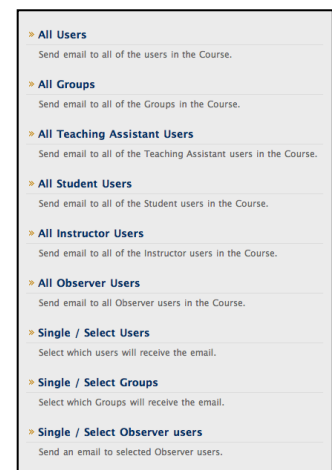 » All Users
Send email to all of the users in the Course.
» All Groups
Send email to all of the Groups in the Course.
» All Teaching Assistant Users
Send email to all of the Teaching Assistant users in the Course.
» All Student Users
Send email to all of the Student users in the Course.
» All Instructor Users
Send email to all of the Instructor users in the Course.
» All Observer Users
Send email to all Observer users in the Course.
» Single / Select Users
Select which users will receive the email.
» Single / Select Groups
Select which Groups will receive the email.
» Single / Select Observer users
Send an email to selected Observer users.